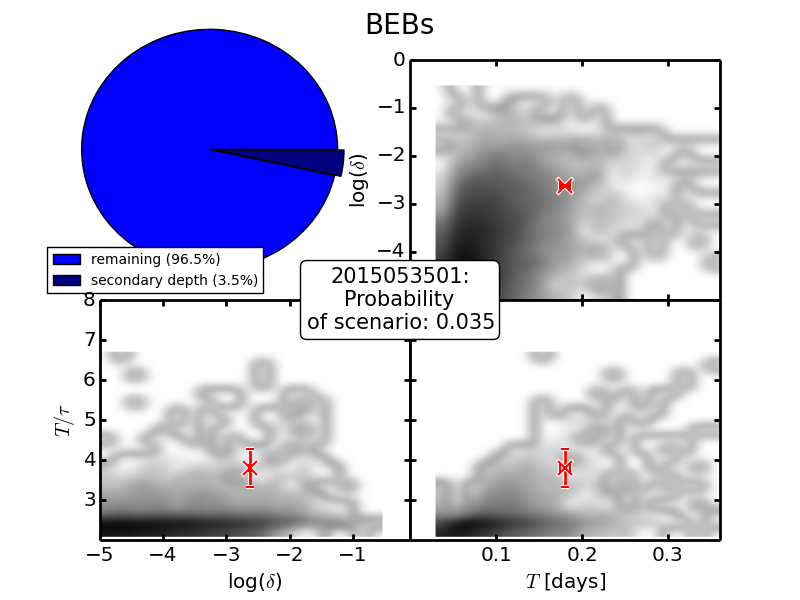 BEBs
0
−1
−2
−3
−4
log(δ)
remaining (96.5%)
secondary depth (3.5%)
2015053501:
Probability
of scenario: 0.035
8
7
6
5
4
3
T/τ
−5 −4 −3 −2 −1
0.1 0.2 0.3
log(δ)
T [days]